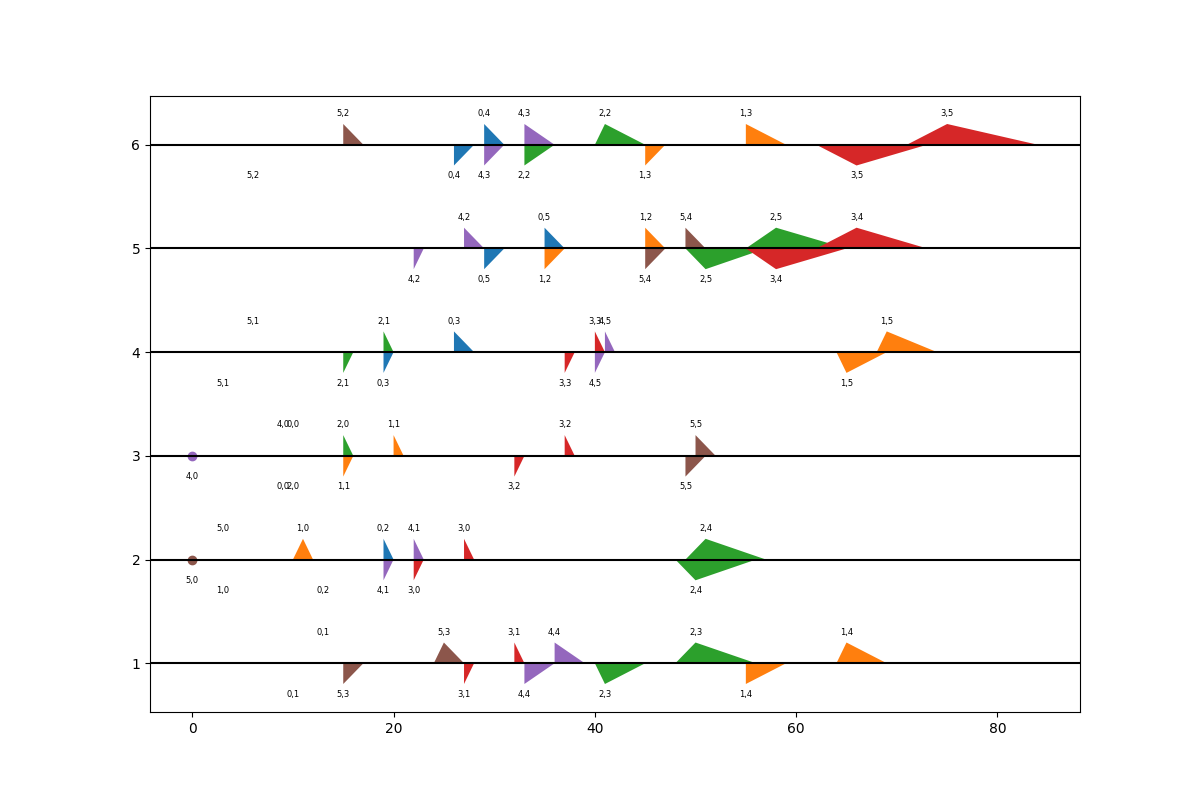 5,2 0,4 4,3 2,2 1,3 3,5
6
5,2 0,4 4,3 2,2 1,3 3,5
4,2 0,5 1,2 5,4 2,5 3,4
5
4,2 0,5 1,2 5,4 2,5 3,4
5,1 2,1 0,3 3,3 4,5 1,5
4
5,1 2,1 0,3 3,3 4,5 1,5
4,0 0,0 2,0 1,1 3,2 5,5
3
4,0
0,0 2,0 1,1 3,2 5,5
5,0 1,0 0,2 4,1 3,0 2,4
2
5,0
1,0 0,2 4,1 3,0 2,4
0,1 5,3 3,1 4,4 2,3 1,4
1
0,1 5,3 3,1 4,4 2,3 1,4
0 20 40 60 80